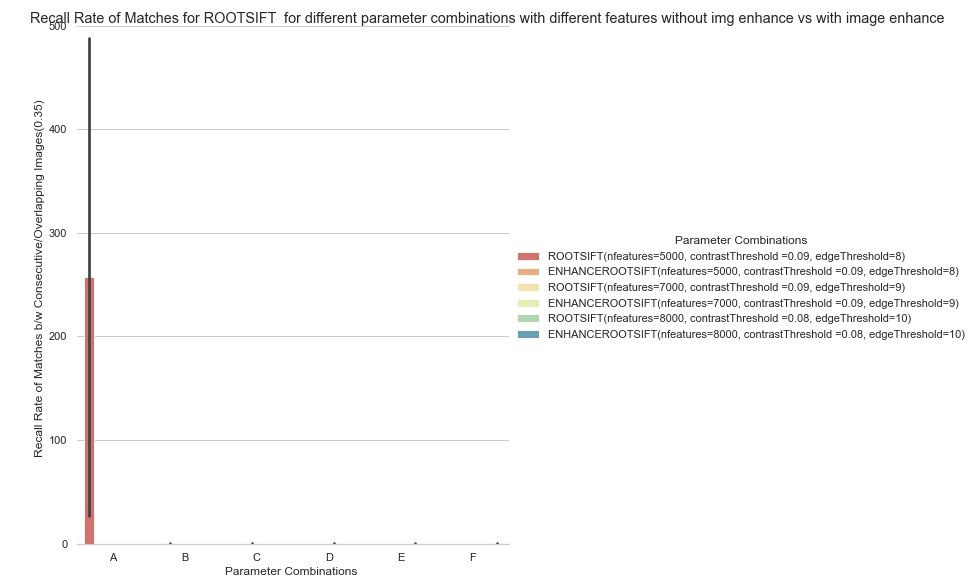 Recall Rate of Matches for ROOTSIFT  for different parameter combinations with different features without img enhance vs with image enhance
500
400
300
200
100
0
Recall Rate of Matches b/w Consecutive/Overlapping Images(0.35)
A B C D E F
Parameter Combinations
Parameter Combinations
ROOTSIFT(nfeatures=5000, contrastThreshold =0.09, edgeThreshold=8)
ENHANCEROOTSIFT(nfeatures=5000, contrastThreshold =0.09, edgeThreshold=8)
ROOTSIFT(nfeatures=7000, contrastThreshold =0.09, edgeThreshold=9)
ENHANCEROOTSIFT(nfeatures=7000, contrastThreshold =0.09, edgeThreshold=9)
ROOTSIFT(nfeatures=8000, contrastThreshold =0.08, edgeThreshold=10)
ENHANCEROOTSIFT(nfeatures=8000, contrastThreshold =0.08, edgeThreshold=10)